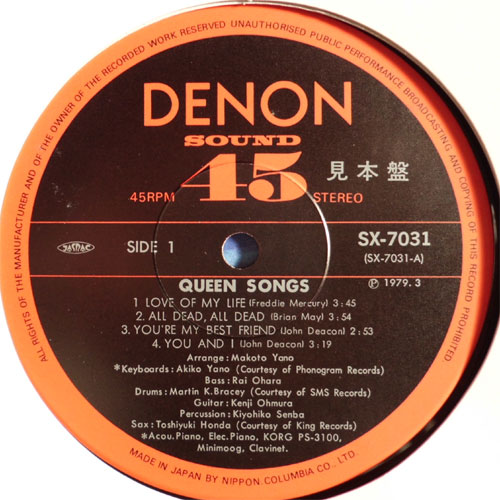 ALL RIGHTS OF THE MANUFACTURER AND OF THE OWNER OF THE RECORDED WORK RESERVED UNAUTHORISED PUBLIC PERFORMANCE BROADCASTING AND COPYING OF THIS RECORD PROHIBITED
DENON
SOUND
45
見本盤
45RPM
STEREO
SIDE 1
SX-7031
(SX-7031-A)
QUEEN SONGS
Ⓟ 1979.3
1 LOVE OF MY LIFE (Freddie Mercury) 3:45
2. ALL DEAD, ALL DEAD (Brian May) 3:54
3. YOU'RE MY BEST FRIEND (John Deacon) 2:53
4. YOU AND I (John Deacon) 3:19
Arrange: Makoto Yano
*Keyboards: Akiko Yano (Courtesy of Phonogram Records)
Bass: Rai Ohara
Drums: Martin K.Bracey (Courtesy of SMS Records)
Guitar: Kenji Ohmura
Percussion: Kiyohiko Senba
Sax: Toshiyuki Honda (Courtesy of King Records)
*Acou.Piano, Elec.Piano, KORG PS-3100,
Minimoog, Clavinet.
MADE IN JAPAN BY NIPPON COLUMBIA CO., LTD.